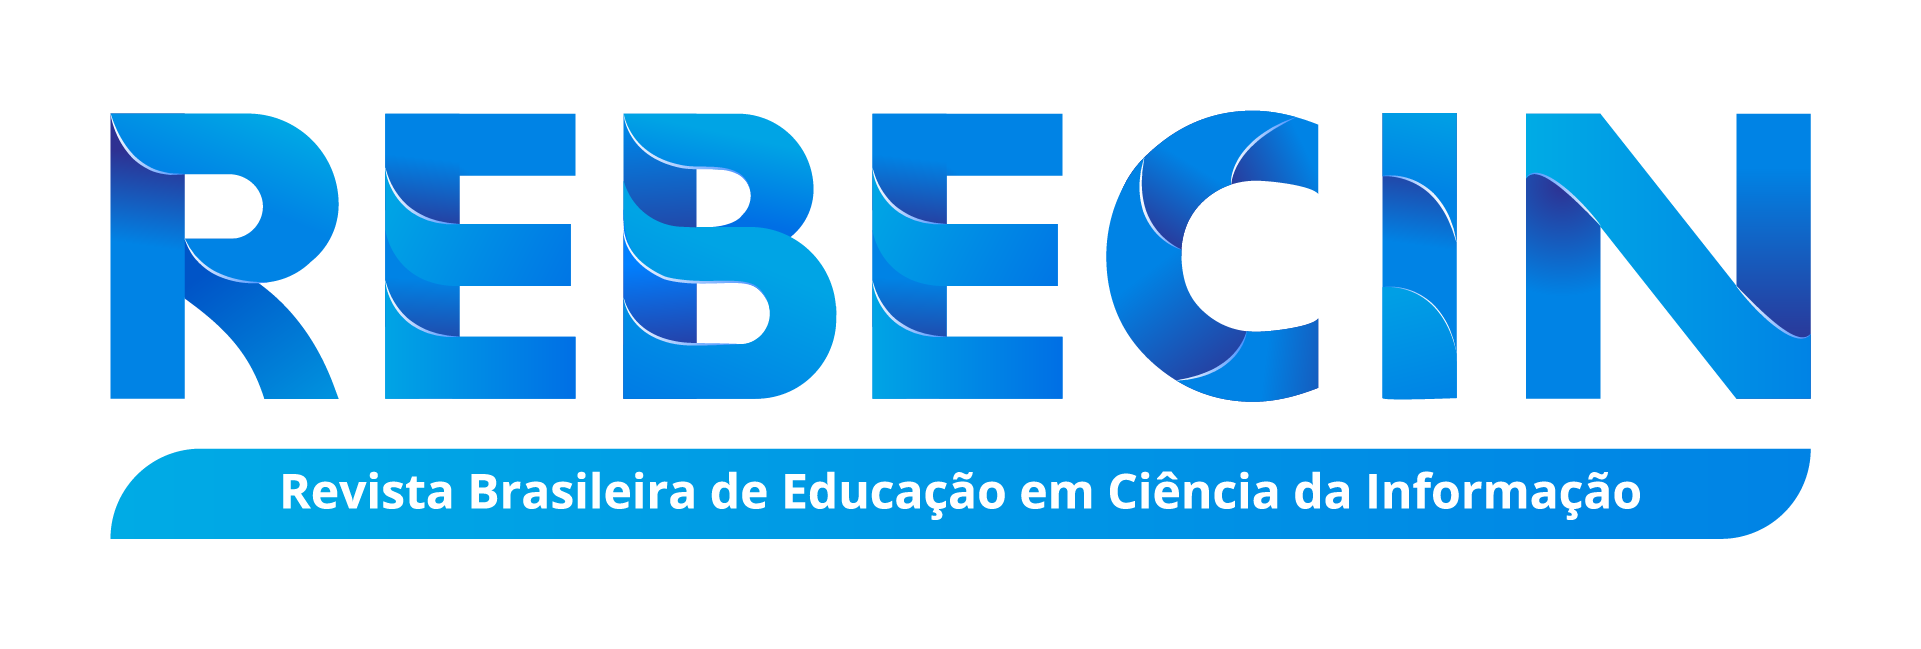 REBECIN
Revista Brasileira de Educação em Ciência da Informação